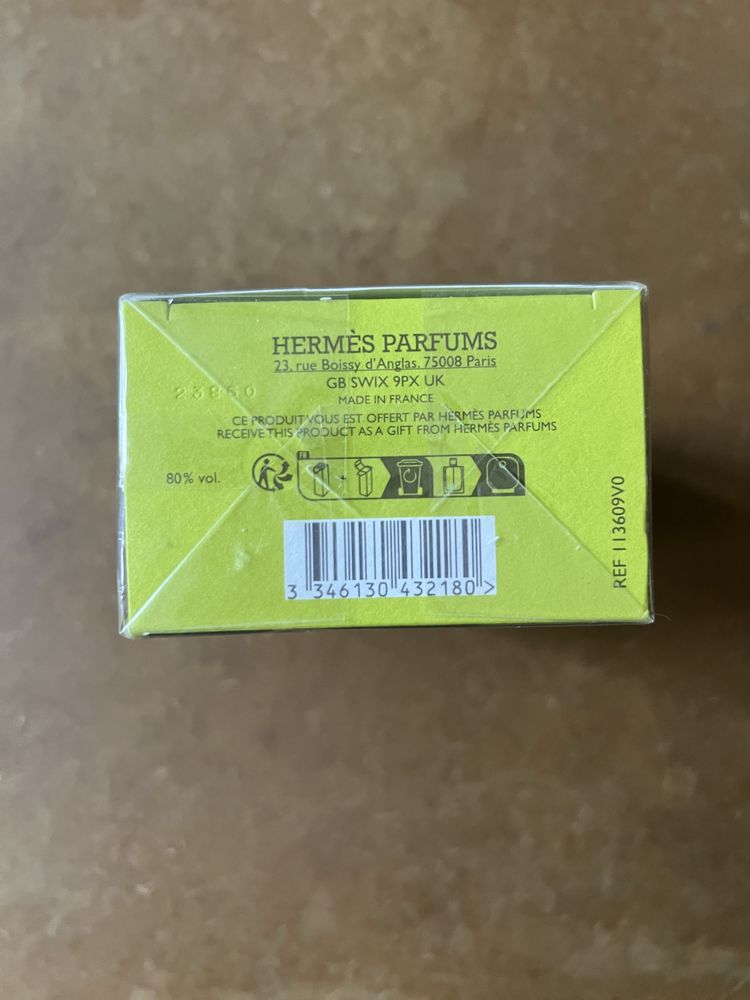 HERMÈS PARFUMS
23, rue Boissy d'Anglas. 75008 Paris
GB SWIX 9PX UK
MADE IN FRANCE
23860
CE PRODUIT VOUS EST OFFERT PAR HERMÈS PARFUMS
RECEIVE THIS PRODUCT AS A GIFT FROM HERMÈS PARFUMS
80% vol.
FR
REF 113609V0
3 346130 432180 >